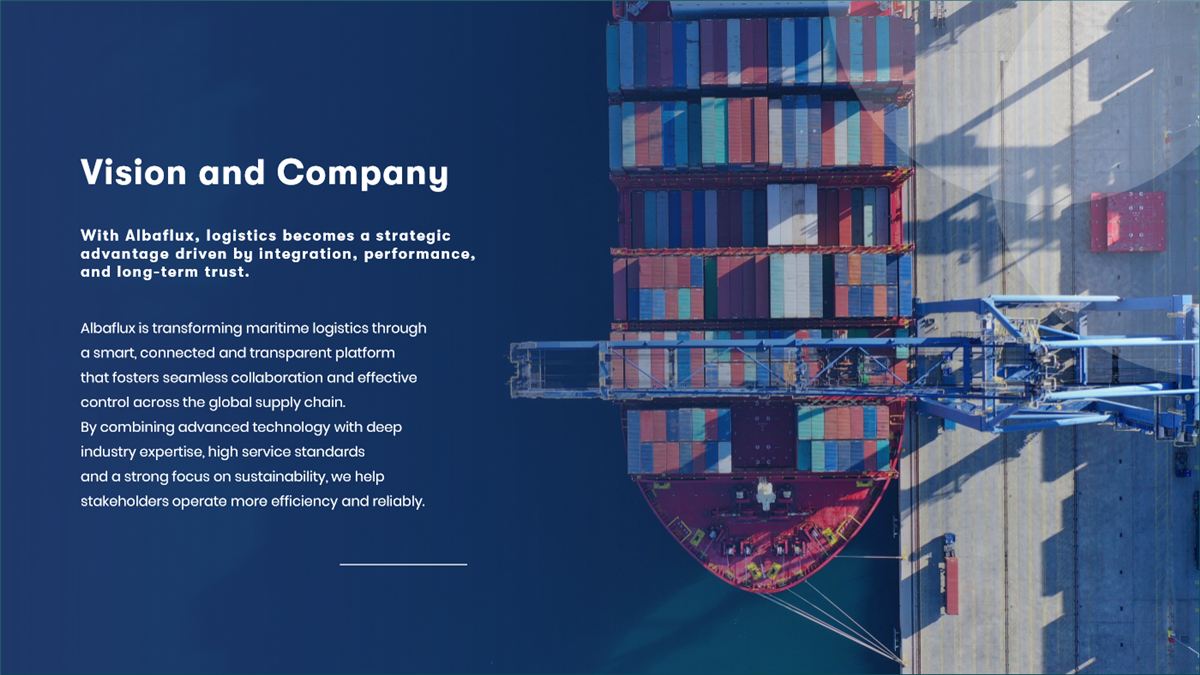 Vision and Company
With Albaflux, logistics becomes a strategic
advantage driven by integration, performance,
and long-term trust.
Albaflux is transforming maritime logistics through
a smart, connected and transparent platform
that fosters seamless collaboration and effective
control across the global supply chain.
By combining advanced technology with deep
industry expertise, high service standards
and a strong focus on sustainability, we help
stakeholders operate more efficiency and reliably.